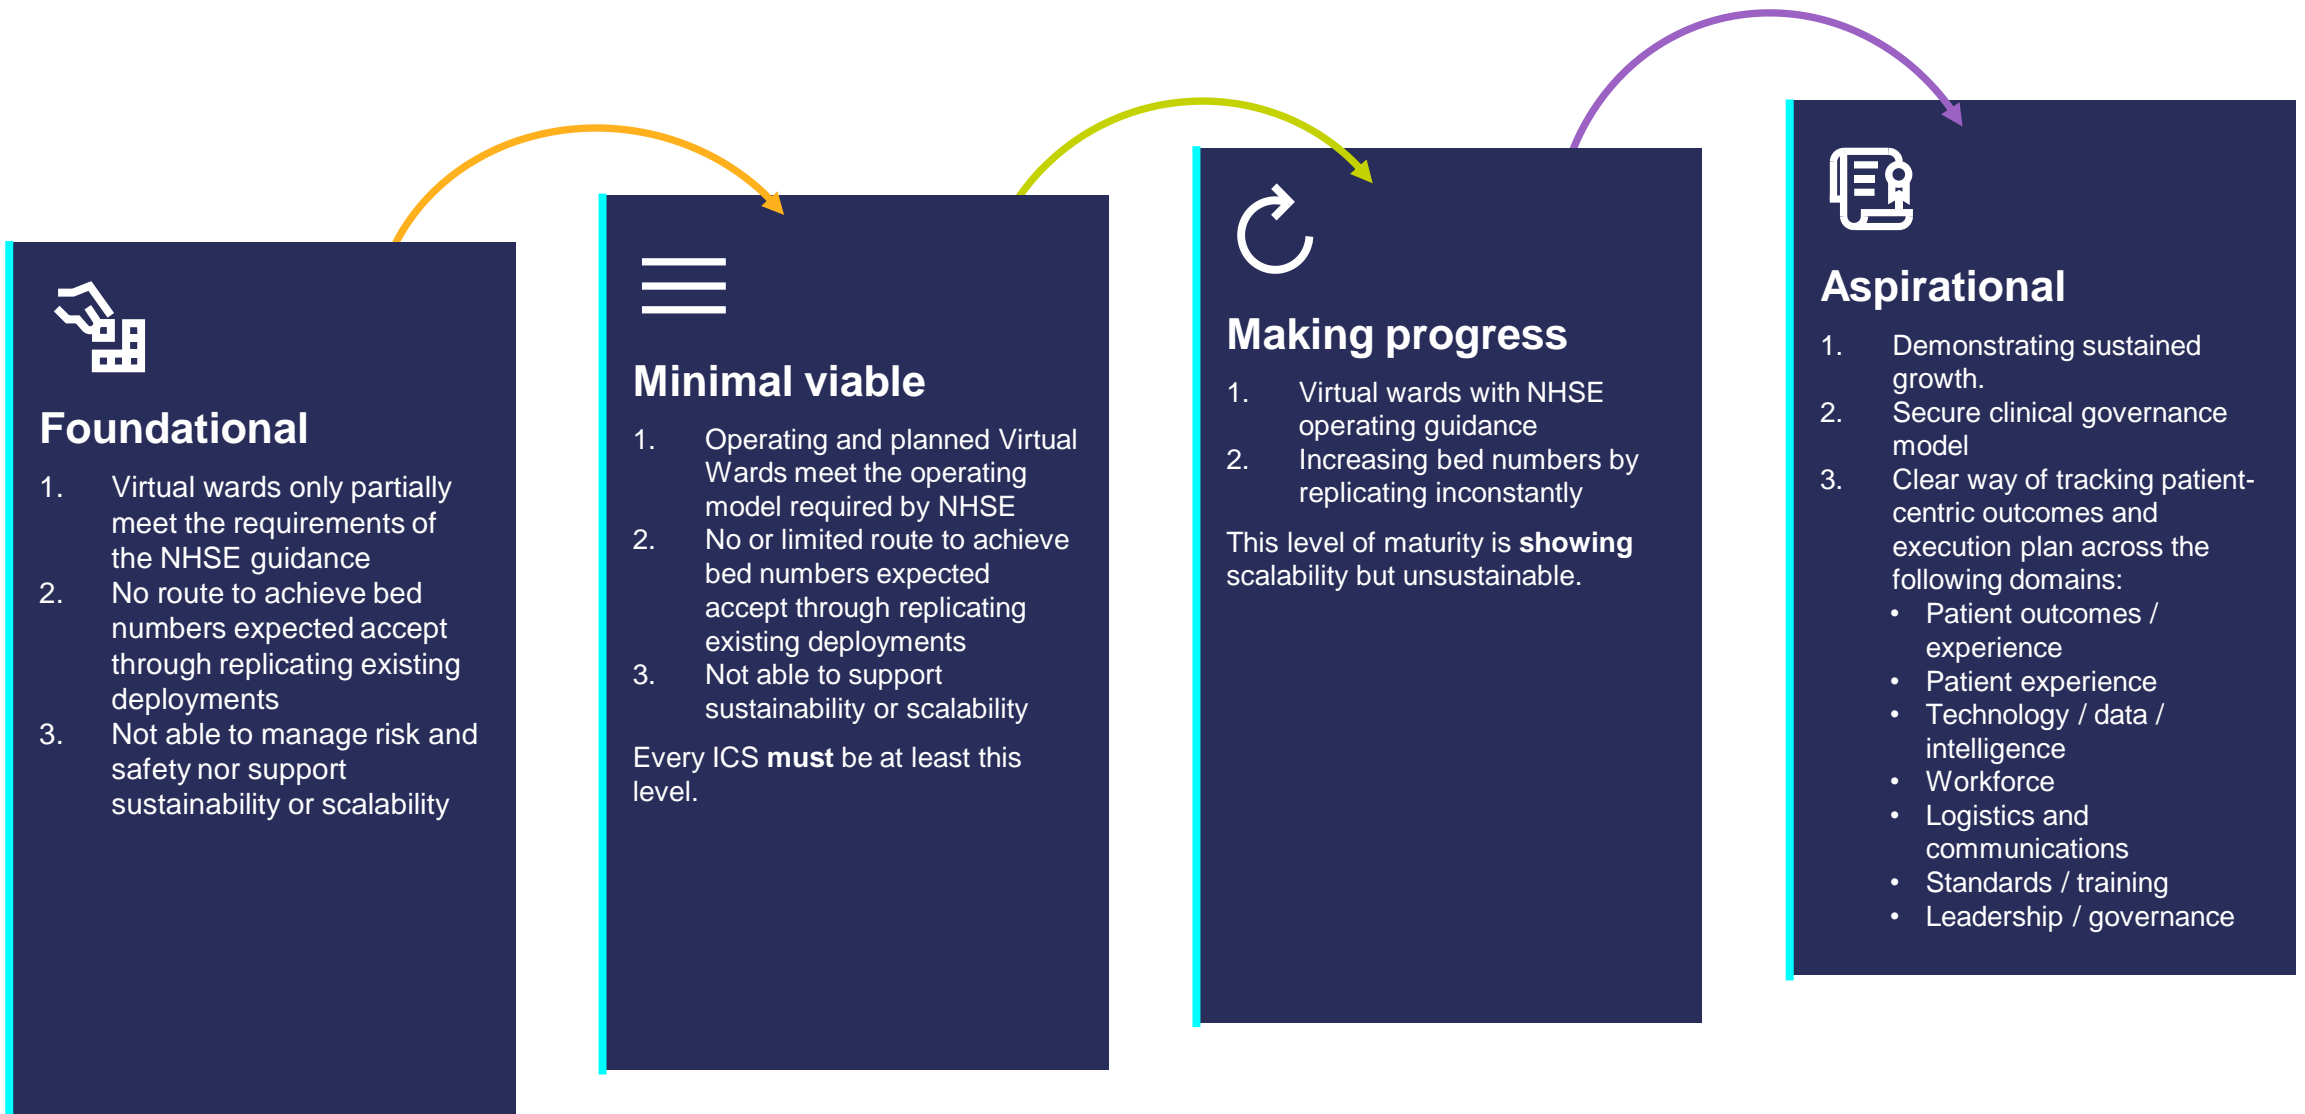 Foundational
1. Virtual wards only partially
meet the requirements of
the NHSE guidance
2. No route to achieve bed
numbers expected accept
through replicating existing
deployments
3. Not able to manage risk and
safety nor support
sustainability or scalability
Minimal viable
1. Operating and planned Virtual
Wards meet the operating
model required by NHSE
2. No or limited route to achieve
bed numbers expected
accept through replicating
existing deployments
3. Not able to support
sustainability or scalability
Every ICS must be at least this
level.
Making progress
1. Virtual wards with NHSE
operating guidance
2. Increasing bed numbers by
replicating inconstantly
This level of maturity is showing
scalability but unsustainable.
Aspirational
1. Demonstrating sustained
growth.
2. Secure clinical governance
model
3. Clear way of tracking patient-
centric outcomes and
execution plan across the
following domains:
• Patient outcomes /
experience
• Patient experience
• Technology / data /
intelligence
• Workforce
• Logistics and
communications
• Standards / training
• Leadership / governance